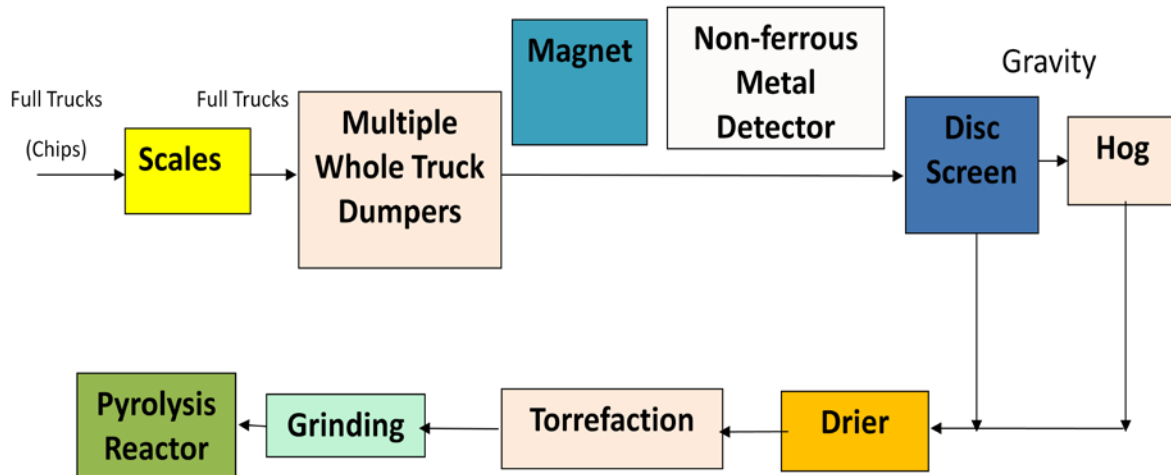 Full Trucks
(Chips)
Scales
Full Trucks
Multiple
Whole Truck
Dumpers
Magnet
Non-ferrous
Metal
Detector
Gravity
Disc
Screen
Hog
Pyrolysis
Reactor
Grinding
Torrefaction
Drier